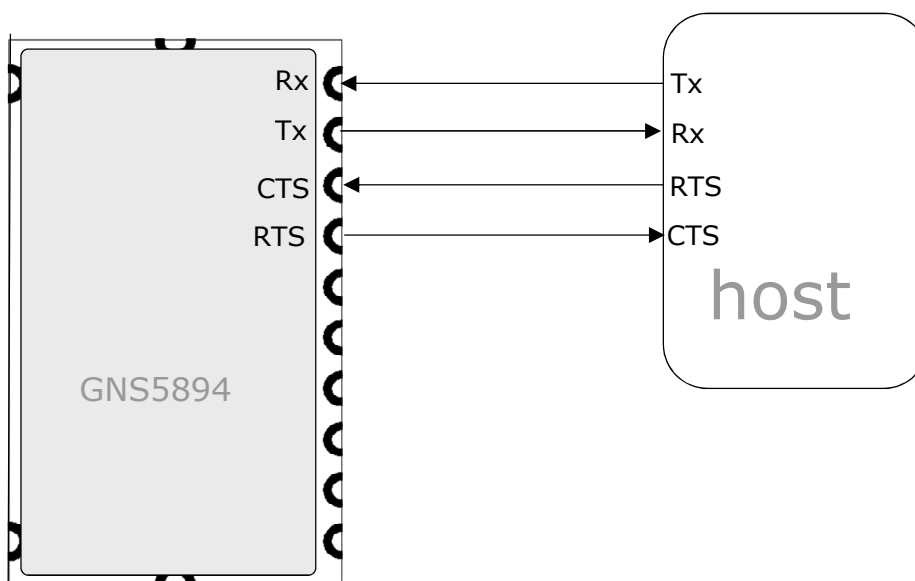 Rx
Tx
CTS
RTS
GNS5894
Tx
Rx
RTS
CTS
host